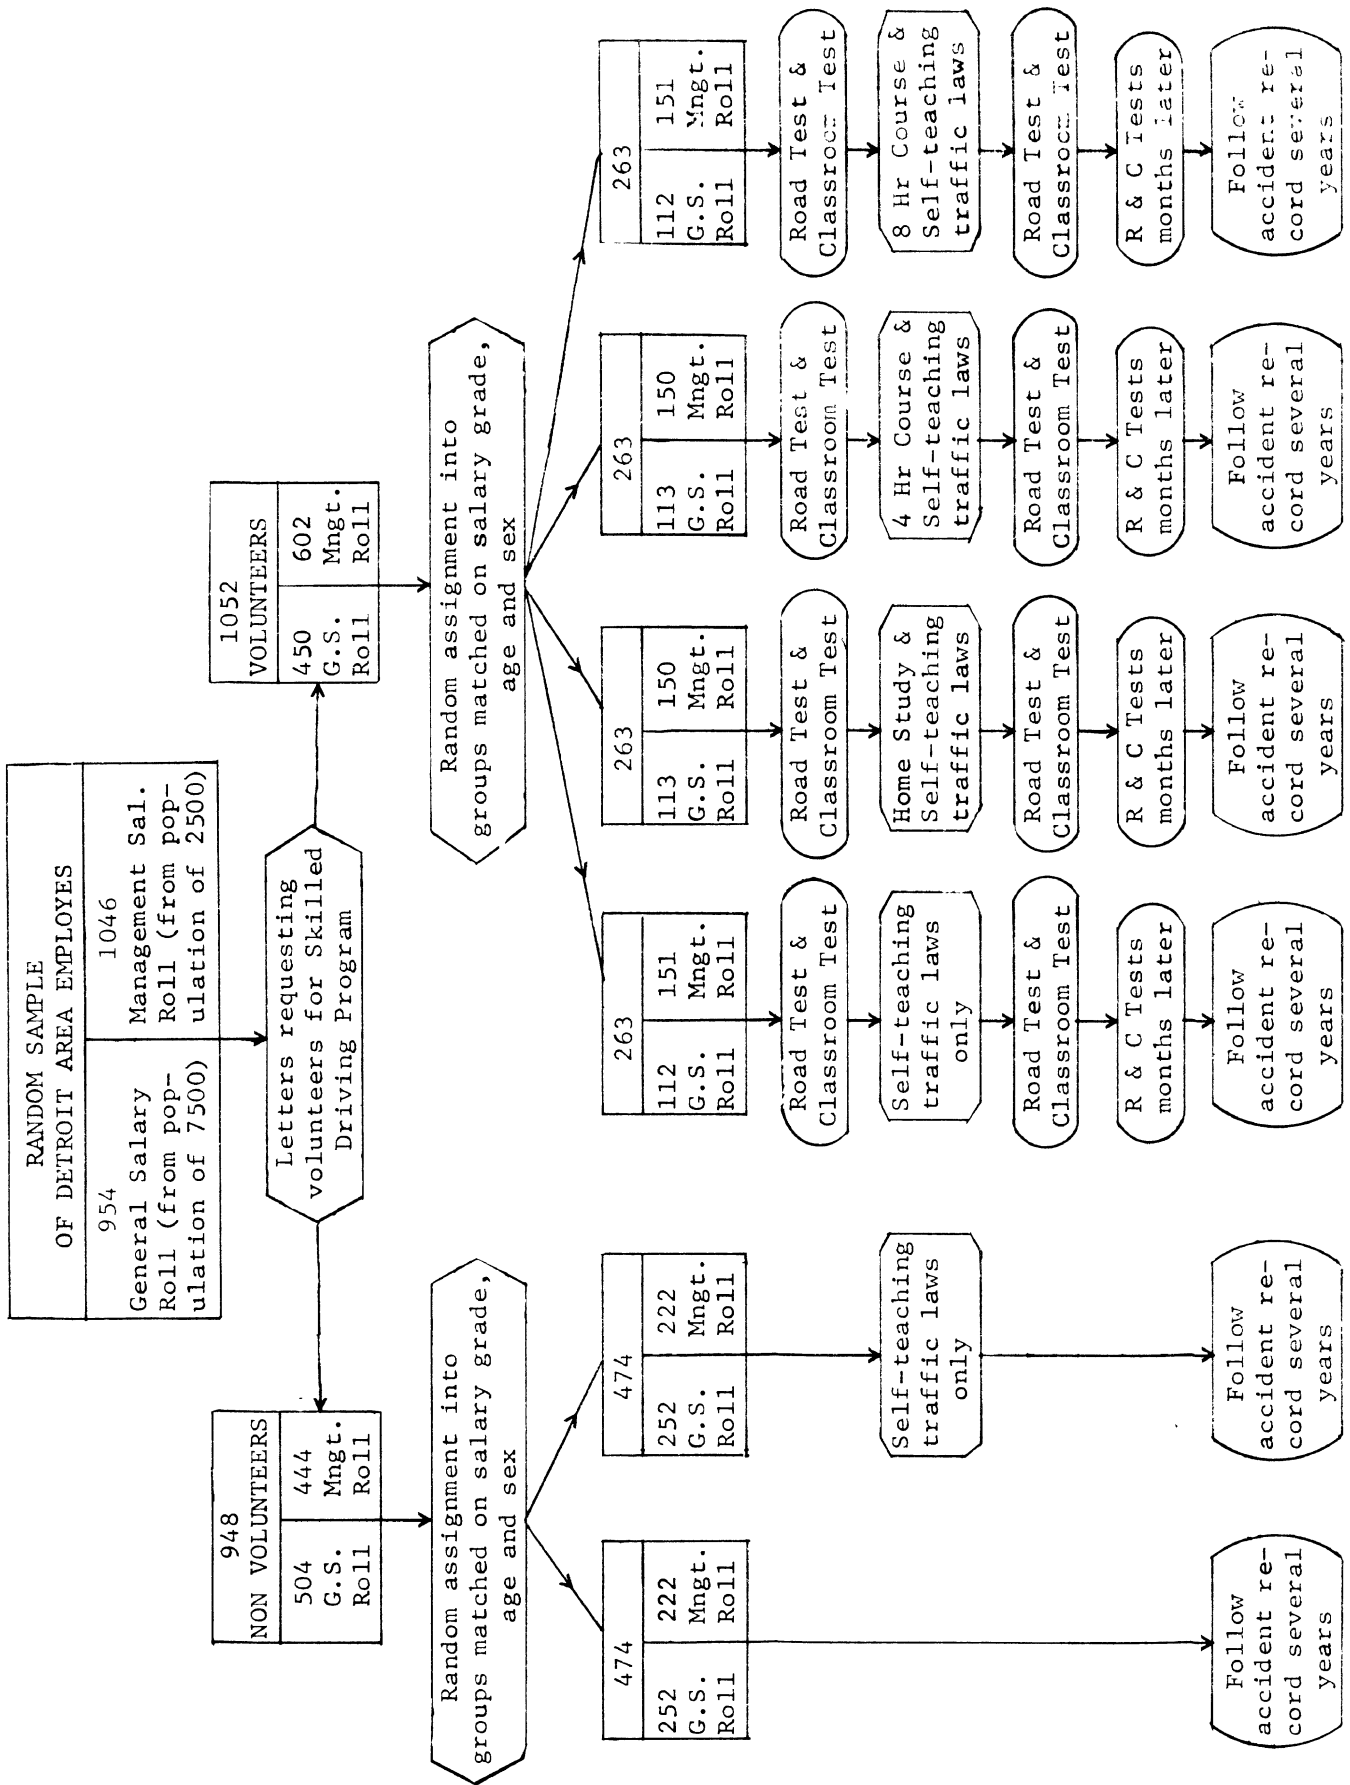 RANDOM SAMPLE
OF DETROIT AREA EMPLOYES
954
General Salary
Roll (from pop-
ulation of 7500)
1046
Management Sal.
Roll (from pop-
ulation of 2500)
Letters requesting
volunteers for Skilled
Driving Program
948
NON VOLUNTEERS
504
G.S.
Roll
444
Mngt.
Roll
1052
VOLUNTEERS
450
G.S.
Roll
602
Mngt.
Roll
Random assignment into
groups matched on salary grade,
age and sex
Random assignment into
groups matched on salary grade,
age and sex
474
252
G.S.
Roll
222
Mngt.
Roll
Follow
accident re-
cord several
years
474
252
G.S.
Roll
222
Mngt.
Roll
Self-teaching
traffic laws
only
Follow
accident re-
cord several
years
263
112
G.S.
Roll
151
Mngt.
Roll
Road Test &
Classroom Test
Self-teaching
traffic laws
only
Road Test &
Classroom Test
R & C Tests
months later
Follow
accident re-
cord several
years
263
113
G.S.
Roll
150
Mngt.
Roll
Road Test &
Classroom Test
Home Study &
Self-teaching
traffic laws
Road Test &
Classroom Test
R & C Tests
months later
Follow
accident re-
cord several
years
263
113
G.S.
Roll
150
Mngt.
Roll
Road Test &
Classroom Test
4 Hr Course &
Self-teaching
traffic laws
Road Test &
Classroom Test
R & C Tests
months later
Follow
accident re-
cord several
years
263
112
G.S.
Roll
151
Mngt.
Roll
Road Test &
Classroom Test
8 Hr Course &
Self-teaching
traffic laws
Road Test &
Classroom Test
R & C Tests
months later
Follow
accident re-
cord several
years